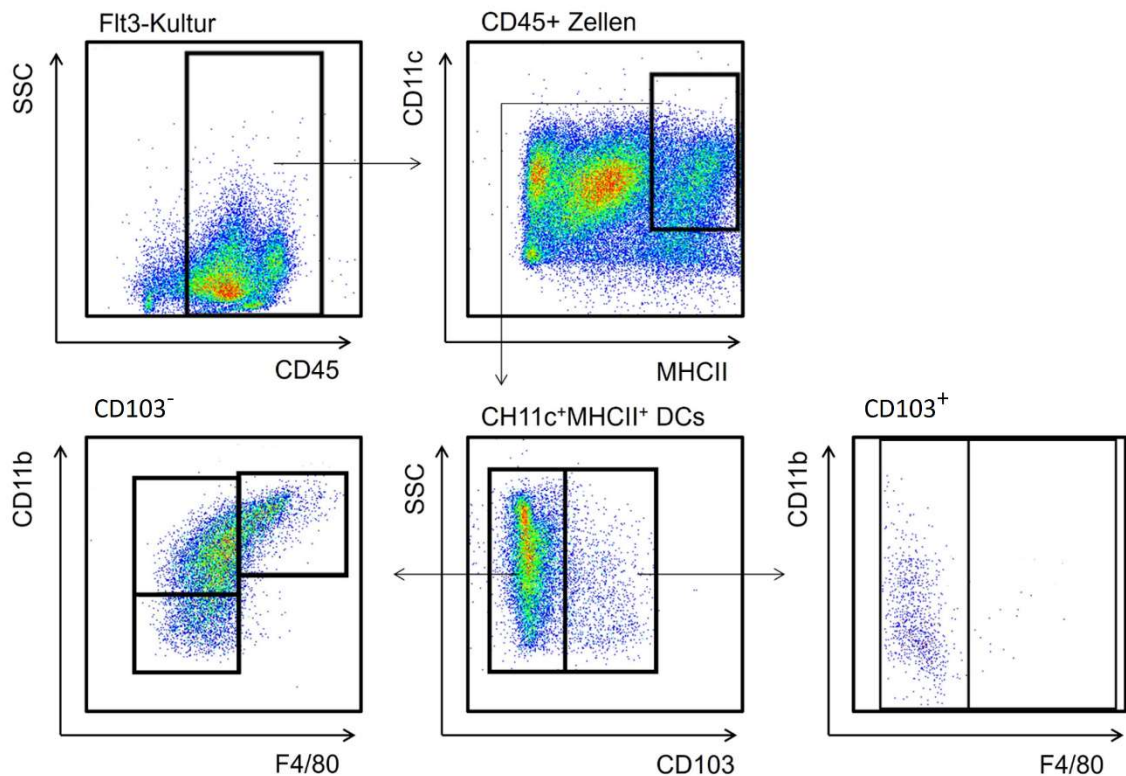 Flt3-Kultur
SSC
CD45
CD45+ Zellen
CD11c
MHCII
CD103⁻
CD11b
F4/80
CH11c⁺MHCII⁺ DCs
SSC
CD103
CD103⁺
CD11b
F4/80